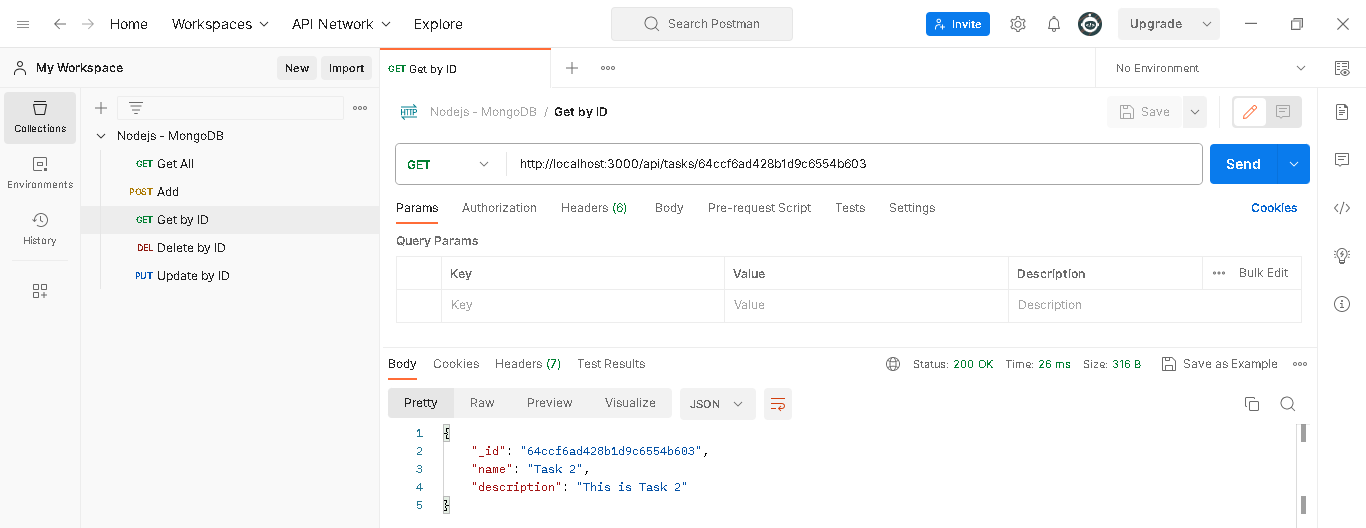 Home Workspaces API Network Explore Search Postman Invite Upgrade
My Workspace New Import GET Get by ID No Environment
Collections
Environments
History
Nodejs - MongoDB
GET Get All
POST Add
GET Get by ID
DEL Delete by ID
PUT Update by ID
HTTP Nodejs - MongoDB / Get by ID Save
GET http://localhost:3000/api/tasks/64ccf6ad428b1d9c6554b603 Send
Params Authorization Headers (6) Body Pre-request Script Tests Settings Cookies
Query Params
Key Value Description Bulk Edit
Key Value Description
Body Cookies Headers (7) Test Results Status: 200 OK Time: 26 ms Size: 316 B Save as Example
Pretty Raw Preview Visualize JSON
1 {
2 "_id": "64ccf6ad428b1d9c6554b603",
3 "name": "Task 2",
4 "description": "This is Task 2"
5 }